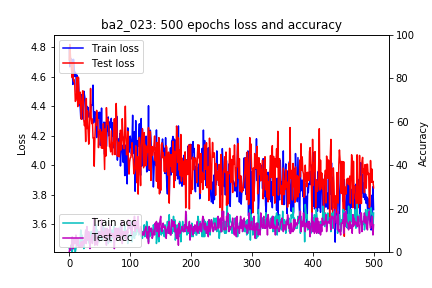 ba2_023: 500 epochs loss and accuracy
4.8
4.6
4.4
4.2
4.0
3.8
3.6
Loss
Train loss
Test loss
Train acc
Test acc
100
80
60
40
20
0
Accuracy
0
100
200
300
400
500